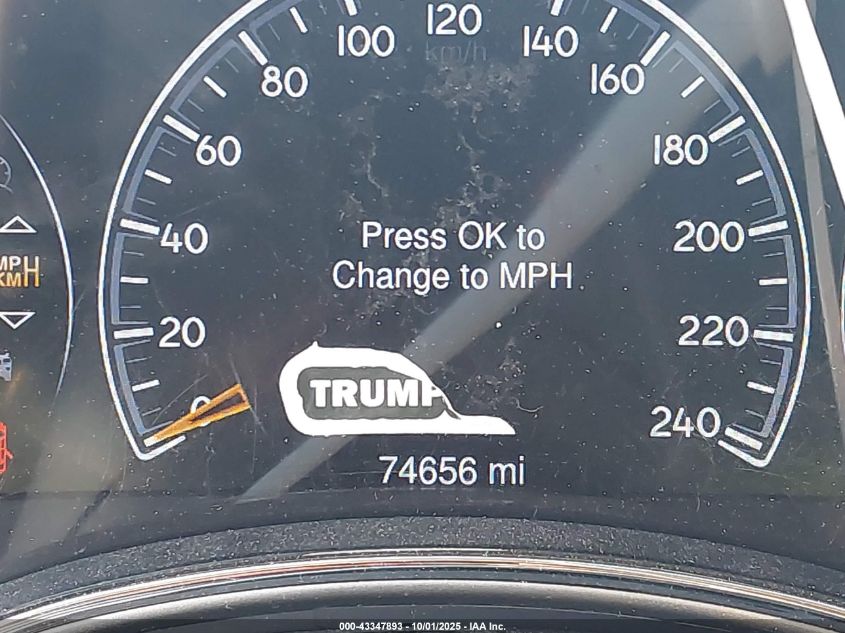 120
km/h
100
140
80
160
60
180
MPH
KM
40
200
Press OK to
Change to MPH
20
220
0
TRUMP
240
74656 mi
000-43347893 - 10/01/2025 - IAA Inc.